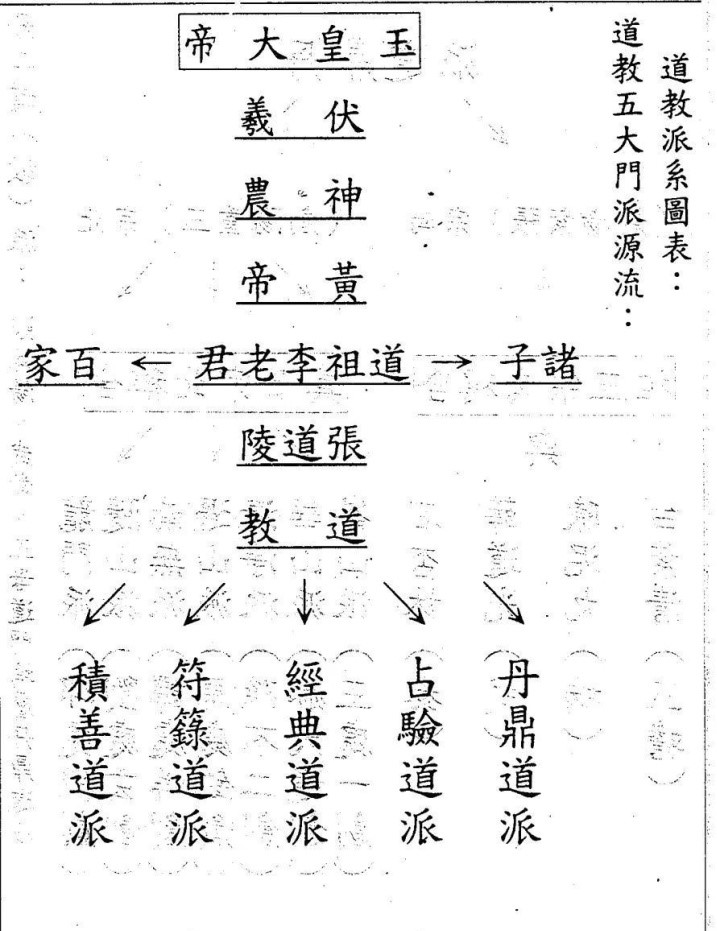 道教派系圖表：
道教五大門派源流：
玉皇大帝
伏羲
神農
黃帝
諸子 ← 道祖李老君 → 百家
張道陵
道教
↘ ↘ ↓ ↙ ↙
丹鼎道派
占驗道派
經典道派
符籙道派
積善道派